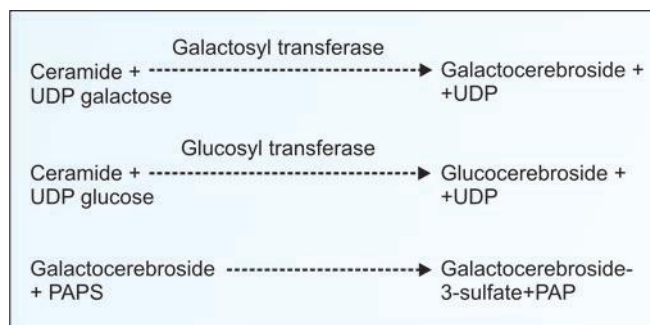 Galactosyl transferase
Ceramide +
UDP galactose
Galactocerebroside +
+UDP
Glucosyl transferase
Ceramide +
UDP glucose
Glucocerebroside +
+UDP
Galactocerebroside
+ PAPS
Galactocerebroside-
3-sulfate+PAP